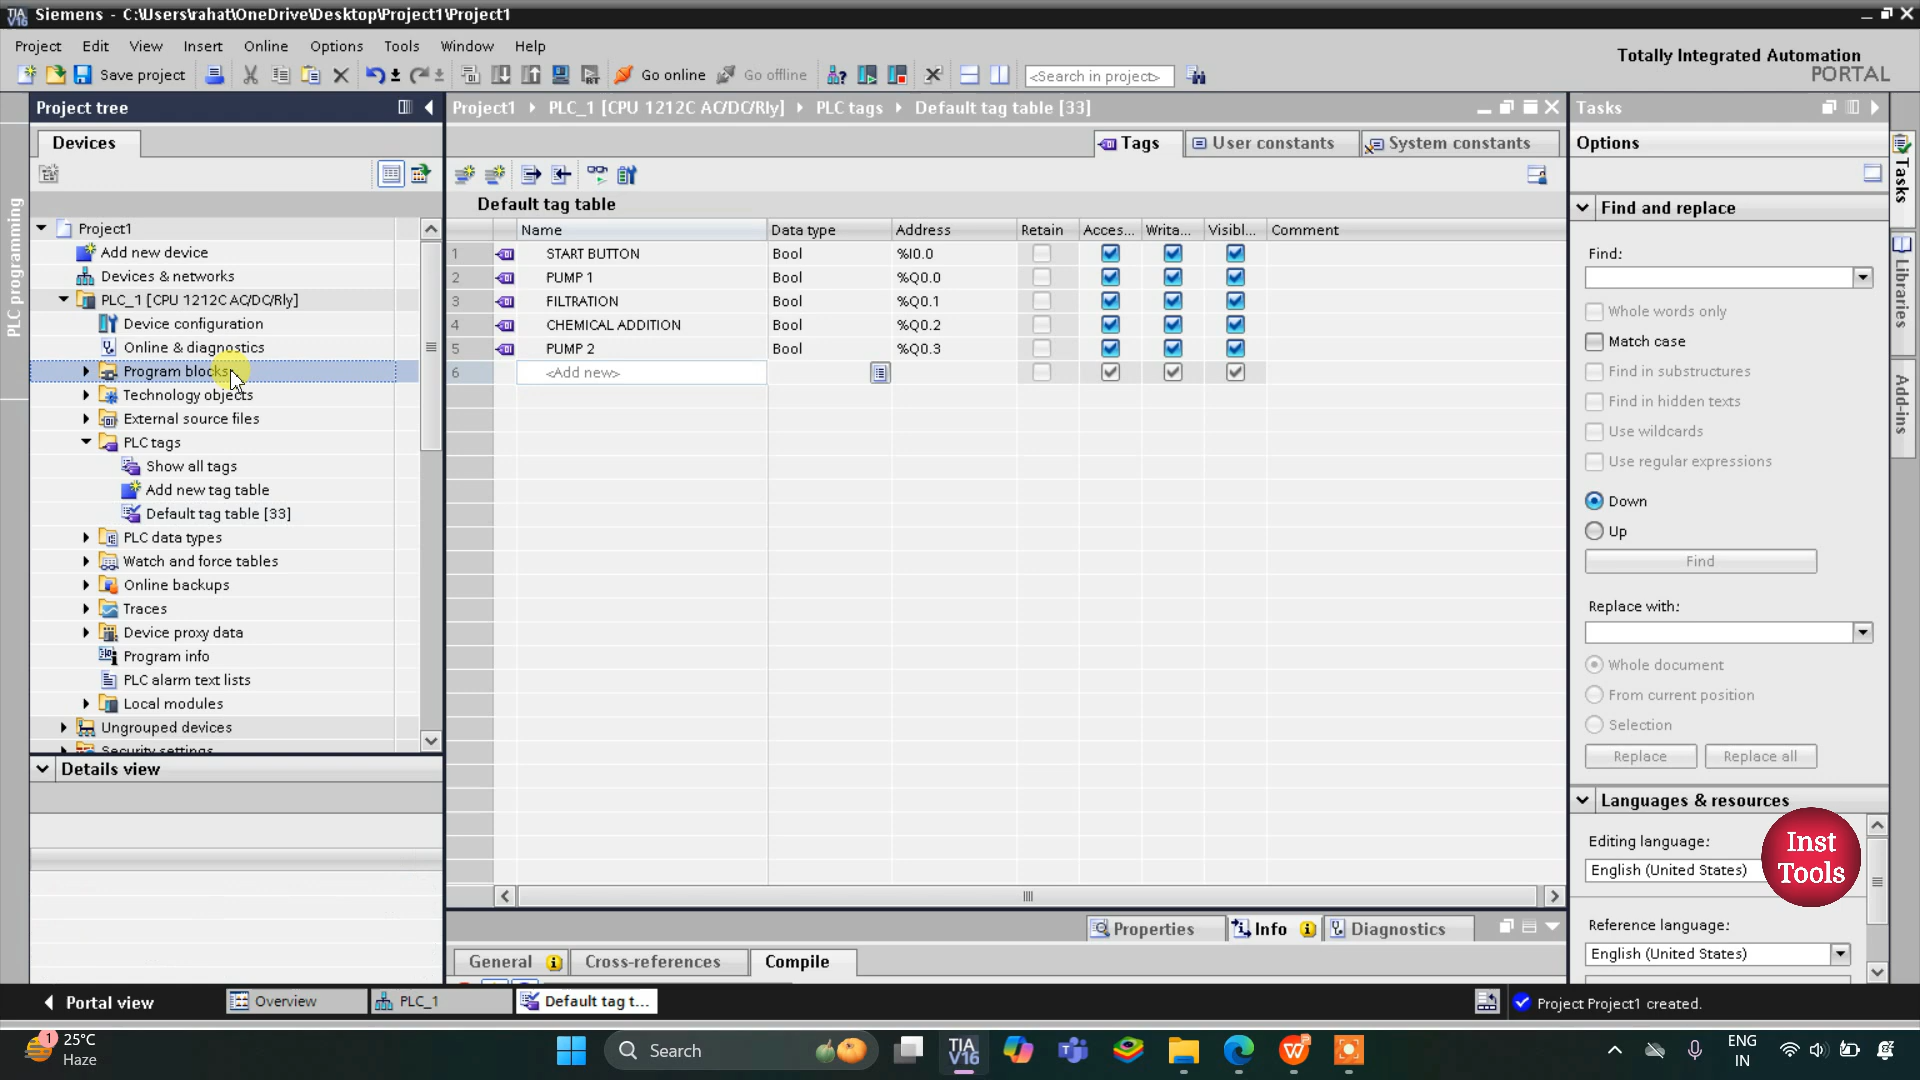 Siemens - C:\Users\rahat\OneDrive\Desktop\Project1\Project1
Project Edit View Insert Online Options Tools Window Help
Totally Integrated Automation
PORTAL
Save project Go online Go offline <Search in project>
Project tree
Project1 PLC_1 [CPU 1212C AC/DC/Rly] PLC tags Default tag table [33]
Tasks
Devices
Tags User constants System constants
Options
Default tag table
Find and replace
PLC programming
Project1
Add new device
Devices & networks
PLC_1 [CPU 1212C AC/DC/Rly]
Device configuration
Online & diagnostics
Program blocks
Technology objects
External source files
PLC tags
Show all tags
Add new tag table
Default tag table [33]
PLC data types
Watch and force tables
Online backups
Traces
Device proxy data
Program info
PLC alarm text lists
Local modules
Ungrouped devices
Security settings
Details view
Name Data type Address Retain Acces... Writa... Visibl... Comment
1 START BUTTON Bool %I0.0
2 PUMP 1 Bool %Q0.0
3 FILTRATION Bool %Q0.1
4 CHEMICAL ADDITION Bool %Q0.2
5 PUMP 2 Bool %Q0.3
6 <Add new>
Find:
Whole words only
Match case
Find in substructures
Find in hidden texts
Use wildcards
Use regular expressions
Down
Up
Find
Replace with:
Whole document
From current position
Selection
Replace Replace all
Languages & resources
Editing language:
English (United States)
Reference language:
English (United States)
Tasks
Libraries
Add-ins
Inst
Tools
Properties Info Diagnostics
General Cross-references Compile
Portal view Overview PLC_1 Default tag t... Project Project1 created.
1
25°C
Haze
Search
TIA
V16
ENG
IN